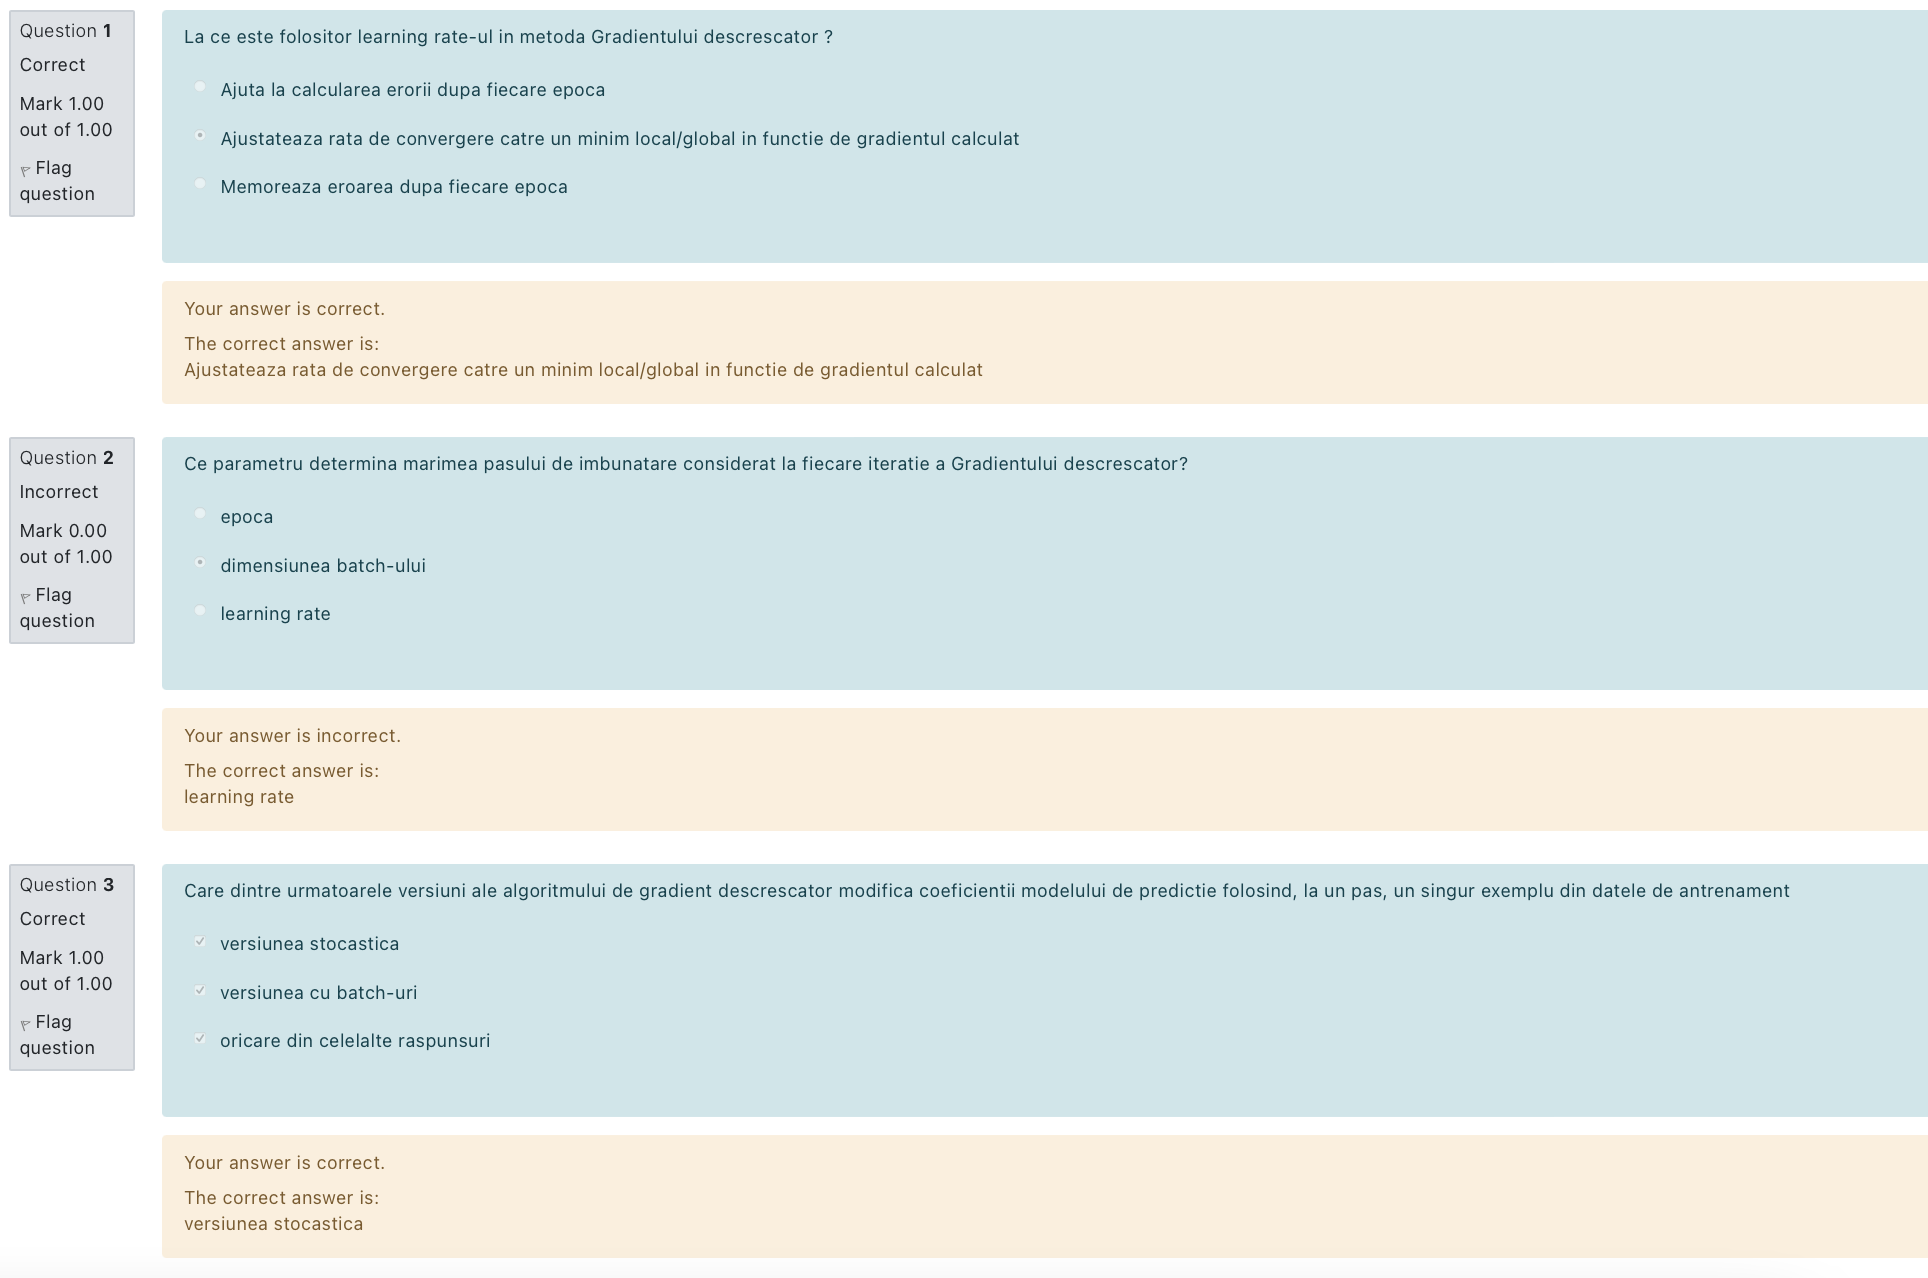 Question 1
Correct
Mark 1.00
out of 1.00
Flag
question
La ce este folositor learning rate-ul in metoda Gradientului descrescator ?
Ajuta la calcularea erorii dupa fiecare epoca
Ajustateaza rata de convergere catre un minim local/global in functie de gradientul calculat
Memoreaza eroarea dupa fiecare epoca
Your answer is correct.
The correct answer is:
Ajustateaza rata de convergere catre un minim local/global in functie de gradientul calculat
Question 2
Incorrect
Mark 0.00
out of 1.00
Flag
question
Ce parametru determina marimea pasului de imbunatare considerat la fiecare iteratie a Gradientului descrescator?
epoca
dimensiunea batch-ului
learning rate
Your answer is incorrect.
The correct answer is:
learning rate
Question 3
Correct
Mark 1.00
out of 1.00
Flag
question
Care dintre urmatoarele versiuni ale algoritmului de gradient descrescator modifica coeficientii modelului de predictie folosind, la un pas, un singur exemplu din datele de antrenament
versiunea stocastica
versiunea cu batch-uri
oricare din celelalte raspunsuri
Your answer is correct.
The correct answer is:
versiunea stocastica